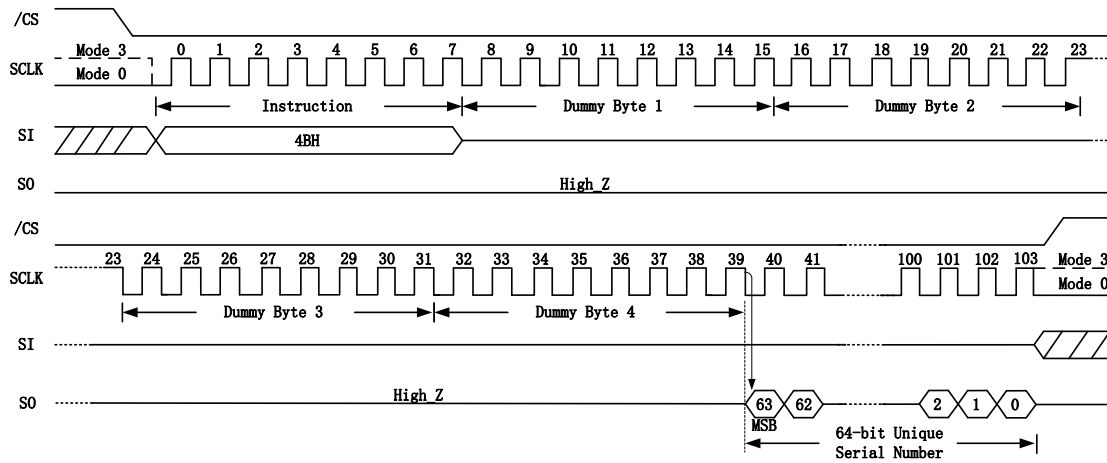 /CS
Mode 3 0 1 2 3 4 5 6 7 8 9 10 11 12 13 14 15 16 17 18 19 20 21 22 23
SCLK
Mode 0
Instruction Dummy Byte 1 Dummy Byte 2
SI 4BH
SO High_Z
/CS
23 24 25 26 27 28 29 30 31 32 33 34 35 36 37 38 39 40 41 100 101 102 103 Mode 3
SCLK
Mode 0
Dummy Byte 3 Dummy Byte 4
SI
SO High_Z 63 62 2 1 0
MSB
64-bit Unique
Serial Number